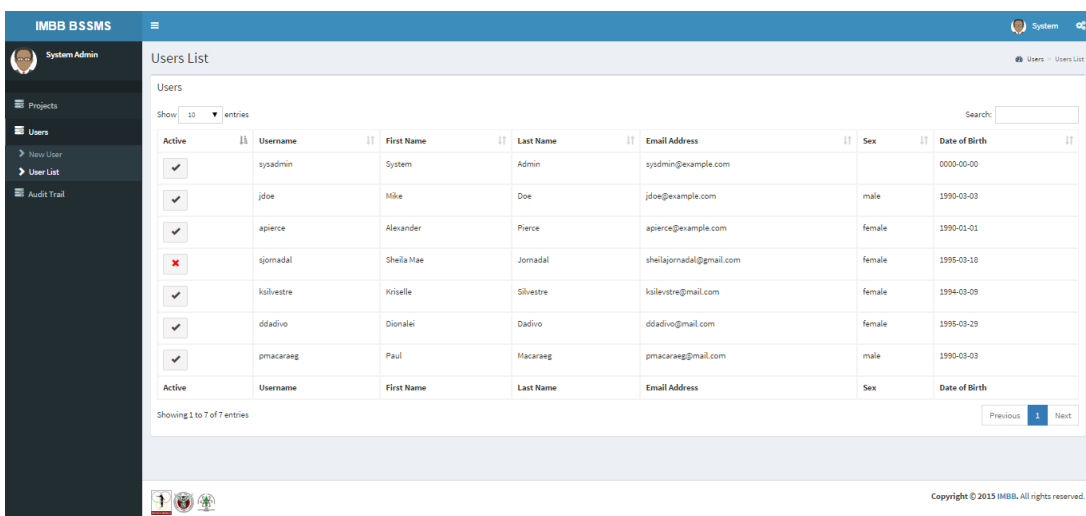 IMBB BSSMS
System
System Admin
Users List
Users > Users List
Projects
Users
New User
User List
Audit Trail
Users
Show 10 entries
Search:
Active Username First Name Last Name Email Address Sex Date of Birth
sysadmin System Admin sysdmin@example.com 0000-00-00
jdoe Mike Doe jdoe@example.com male 1990-03-03
apierce Alexander Pierce apierce@example.com female 1990-01-01
sjornadal Sheila Mae Jornadal sheilajornadal@gmail.com female 1995-03-18
ksilvestre Kriselle Silvestre ksilevstre@mail.com female 1994-03-09
ddadivo Dionalei Dadivo ddadivo@mail.com female 1995-03-29
pmacaraeg Paul Macaraeg pmacaraeg@mail.com male 1990-03-03
Active Username First Name Last Name Email Address Sex Date of Birth
Showing 1 to 7 of 7 entries
Previous 1 Next
Copyright © 2015 IMBB. All rights reserved.